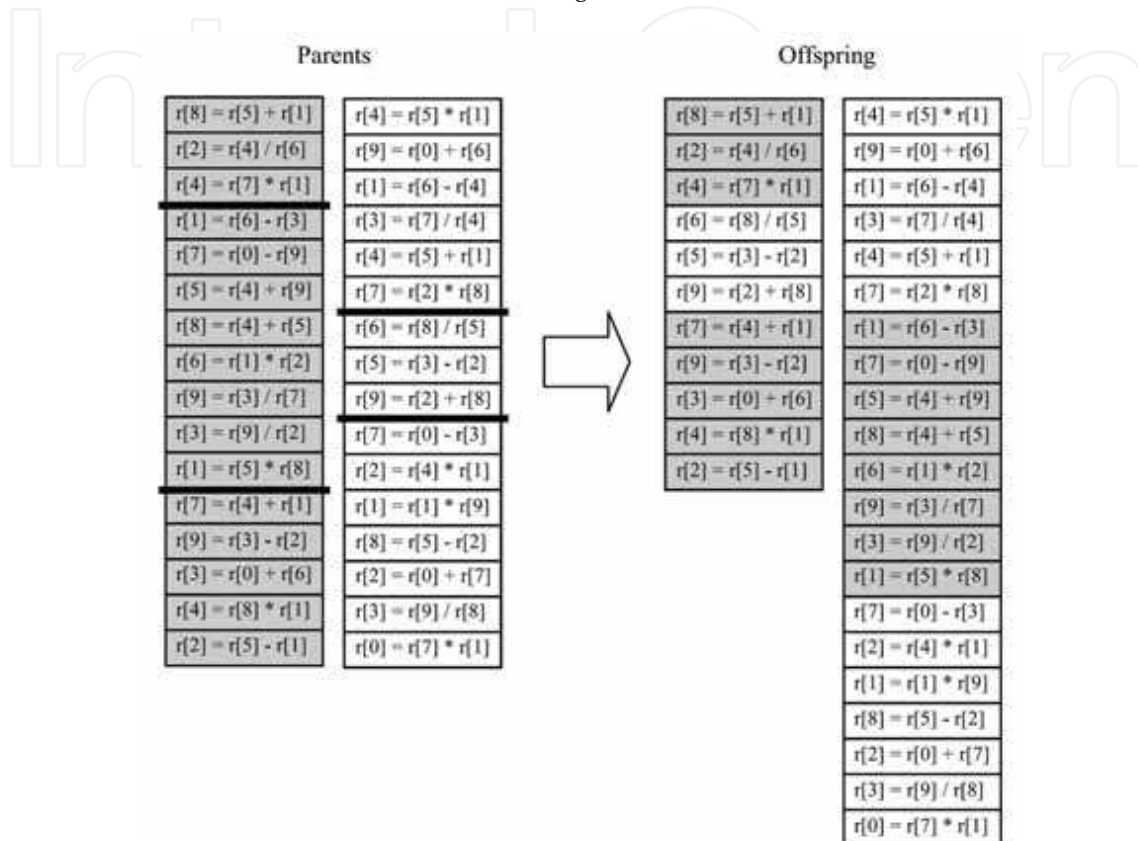 Parents
r[8] = r[5] + r[1]
r[2] = r[4] / r[6]
r[4] = r[7] * r[1]
r[1] = r[6] - r[3]
r[7] = r[0] - r[9]
r[5] = r[4] + r[9]
r[8] = r[4] + r[5]
r[6] = r[1] * r[2]
r[9] = r[3] / r[7]
r[3] = r[9] / r[2]
r[1] = r[5] * r[8]
r[7] = r[4] + r[1]
r[9] = r[3] - r[2]
r[3] = r[0] + r[6]
r[4] = r[8] * r[1]
r[2] = r[5] - r[1]
r[4] = r[5] * r[1]
r[9] = r[0] + r[6]
r[1] = r[6] - r[4]
r[3] = r[7] / r[4]
r[4] = r[5] + r[1]
r[7] = r[2] * r[8]
r[6] = r[8] / r[5]
r[5] = r[3] - r[2]
r[9] = r[2] + r[8]
r[7] = r[0] - r[3]
r[2] = r[4] * r[1]
r[1] = r[1] * r[9]
r[8] = r[5] - r[2]
r[2] = r[0] + r[7]
r[3] = r[9] / r[8]
r[0] = r[7] * r[1]
Offspring
r[8] = r[5] + r[1]
r[2] = r[4] / r[6]
r[4] = r[7] * r[1]
r[6] = r[8] / r[5]
r[5] = r[3] - r[2]
r[9] = r[2] + r[8]
r[7] = r[4] + r[1]
r[9] = r[3] - r[2]
r[3] = r[0] + r[6]
r[4] = r[8] * r[1]
r[2] = r[5] - r[1]
r[4] = r[5] * r[1]
r[9] = r[0] + r[6]
r[1] = r[6] - r[4]
r[3] = r[7] / r[4]
r[4] = r[5] + r[1]
r[7] = r[2] * r[8]
r[1] = r[6] - r[3]
r[7] = r[0] - r[9]
r[5] = r[4] + r[9]
r[8] = r[4] + r[5]
r[6] = r[1] * r[2]
r[9] = r[3] / r[7]
r[3] = r[9] / r[2]
r[1] = r[5] * r[8]
r[7] = r[0] - r[3]
r[2] = r[4] * r[1]
r[1] = r[1] * r[9]
r[8] = r[5] - r[2]
r[2] = r[0] + r[7]
r[3] = r[9] / r[8]
r[0] = r[7] * r[1]